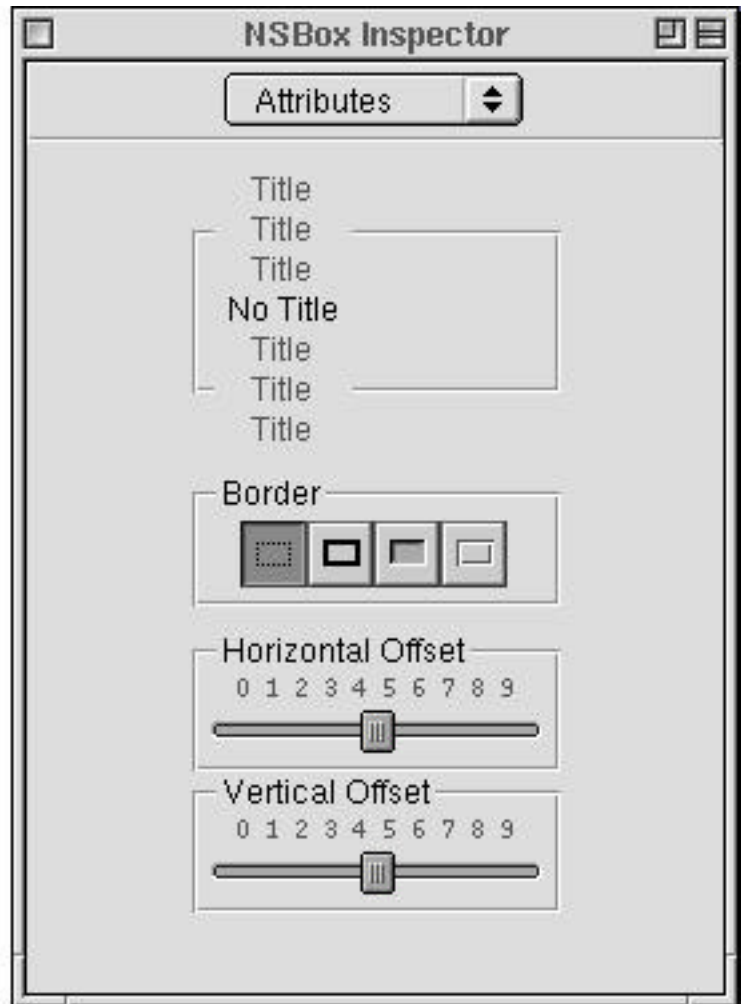 NSBox Inspector
Attributes
Title
Title
Title
No Title
Title
Title
Title
Border
Horizontal Offset
0 1 2 3 4 5 6 7 8 9
Vertical Offset
0 1 2 3 4 5 6 7 8 9